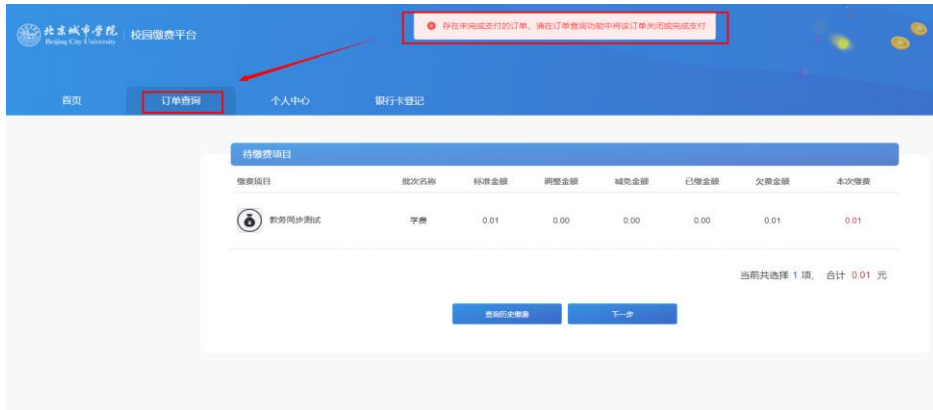 北京城市学院
Beijing City University
校园缴费平台
存在未完成支付的订单，请在订单查询功能中将该订单关闭或完成支付
首页 订单查询 个人中心 银行卡登记
待缴费项目
缴费项目 批次名称 标准金额 调整金额 减免金额 已缴金额 欠费金额 本次缴费
教务同步测试 学费 0.01 0.00 0.00 0.00 0.01 0.01
当前共选择 1 项， 合计 0.01 元
查询历史缴费 下一步